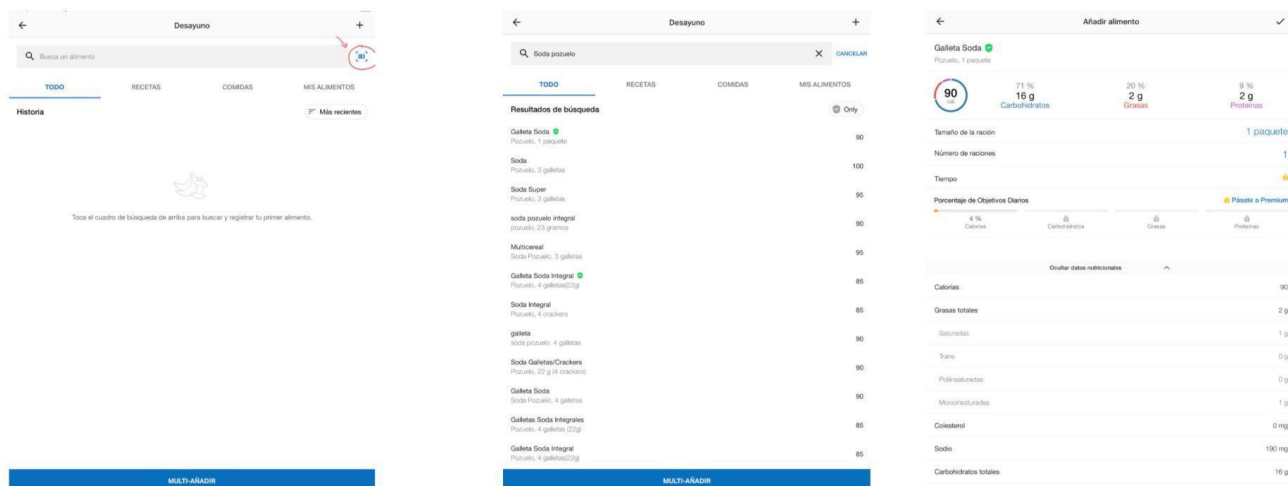 Desayuno
Busca un alimento
TODO RECETAS COMIDAS MIS ALIMENTOS
Historia Más recientes
Toca el cuadro de búsqueda de arriba para buscar y registrar tu primer alimento.
MULTI-AÑADIR
Desayuno
Soda pozuelo CANCELAR
TODO RECETAS COMIDAS MIS ALIMENTOS
Resultados de búsqueda Only
Galleta Soda 90
Pozuelo, 1 paquete
Soda 100
Pozuelo, 3 galletas
Soda Super 95
Pozuelo, 3 galletas
soda pozuelo integral 90
pozuelo, 23 gramos
Multicereal 95
Soda Pozuelo, 3 galletas
Galleta Soda Integral 85
Pozuelo, 4 galletas(22g)
Soda Integral 85
Pozuelo, 4 crackers
galleta 90
soda pozuelo, 4 galletas
Soda Galletas/Crackers 90
Pozuelo, 22 g (4 crackers)
Galleta Soda 90
Soda Pozuelo, 4 galletas
Galletas Soda Integrales 85
Pozuelo, 4 galletas (22g)
Galleta Soda Integral 85
Pozuelo, 4 galletas(22g)
MULTI-AÑADIR
Añadir alimento
Galleta Soda
Pozuelo, 1 paquete
90 cal
71 % 20 % 9 %
16 g 2 g 2 g
Carbohidratos Grasas Proteínas
Tamaño de la ración 1 paquete
Número de raciones 1
Tiempo
Porcentaje de Objetivos Diarios Pásate a Premium
4 %
Calorías Carbohidratos Grasas Proteínas
Ocultar datos nutricionales
Calorías 90
Grasas totales 2 g
Saturadas 1 g
Trans 0 g
Poliinsaturadas 0 g
Monoinsaturadas 1 g
Colesterol 0 mg
Sodio 190 mg
Carbohidratos totales 16 g